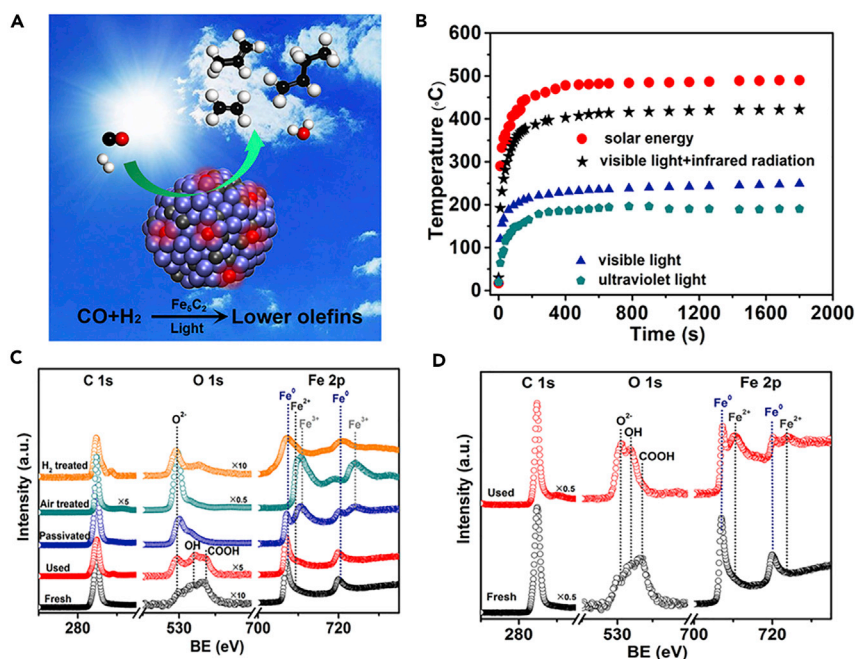 A
CO+H₂ Fe₅C₂ Light Lower olefins
B
Temperature (◦C)
600
500
400
300
200
100
0
solar energy
visible light+infrared radiation
visible light
ultraviolet light
0 400 800 1200 1600 2000
Time (s)
C
C 1s O 1s Fe 2p
Fe⁰
Fe²⁺
Fe³⁺
Fe⁰
Fe³⁺
O²⁻
H₂ treated ×10
Air treated ×5 ×0.5
Passivated
OH COOH
Used ×5
Fresh ×10
Intensity (a.u.)
280 530 700 720
BE (eV)
D
C 1s O 1s Fe 2p
Fe⁰
Fe²⁺
Fe⁰
Fe²⁺
O²⁻
OH
COOH
Used ×0.5
Fresh ×0.5
Intensity (a.u.)
280 530 700 720
BE (eV)